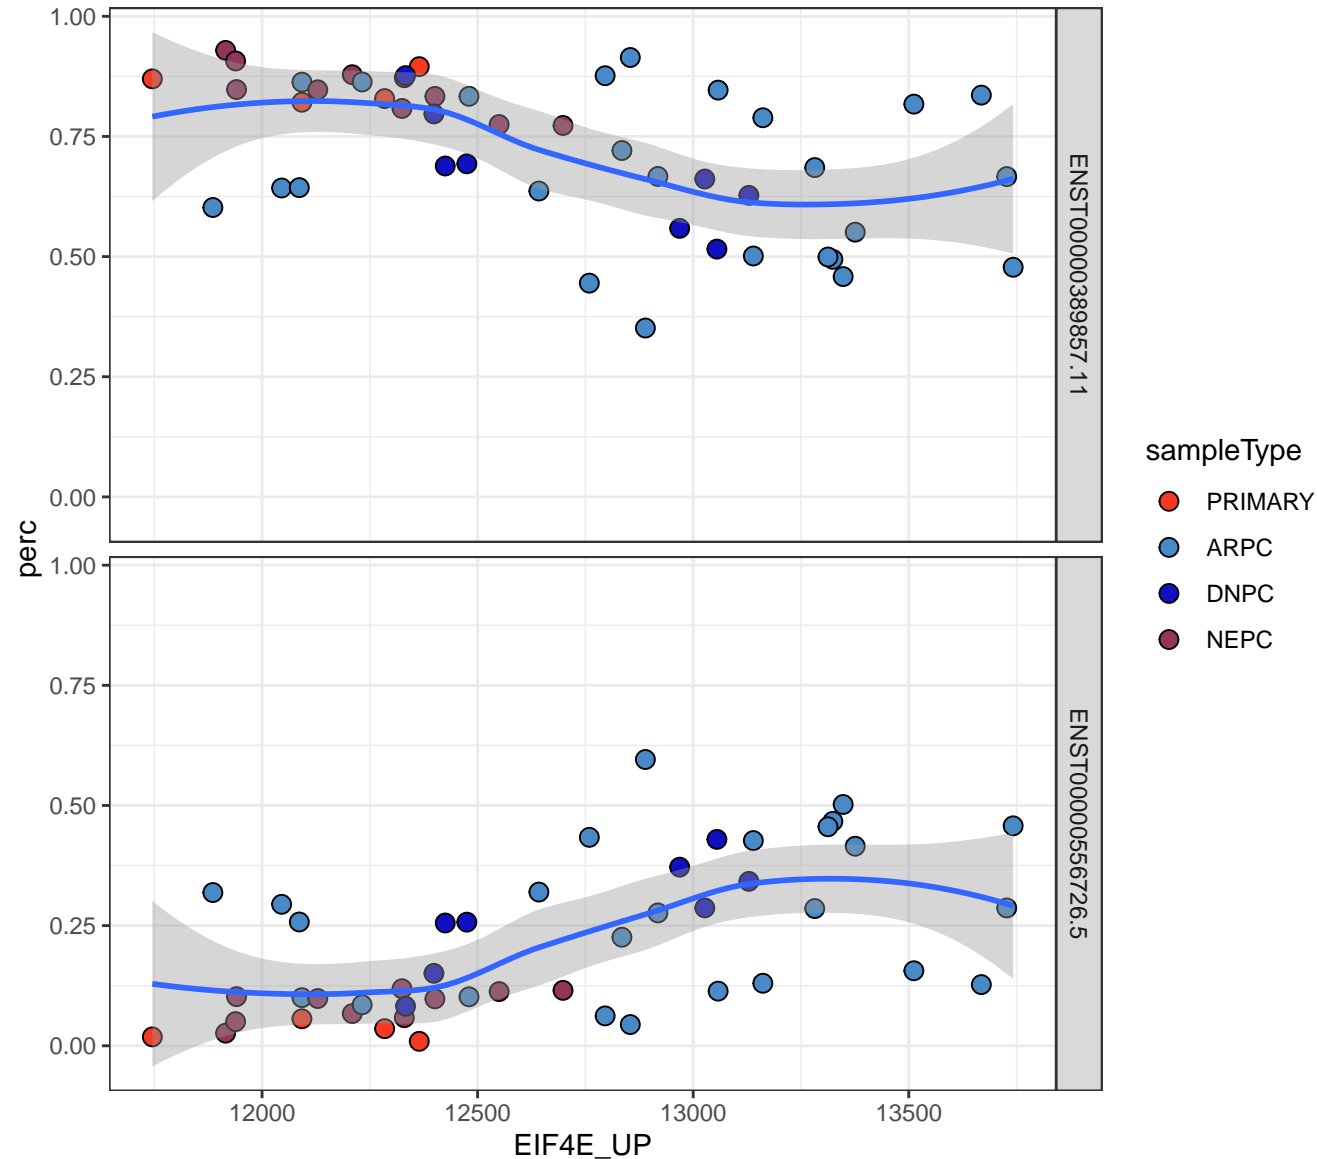 1.00
0.75
0.50
0.25
0.00
ENST00000389857.11
1.00
0.75
0.50
0.25
0.00
ENST00000556726.5
perc
12000
12500
13000
13500
EIF4E_UP
sampleType
PRIMARY
ARPC
DNPC
NEPC